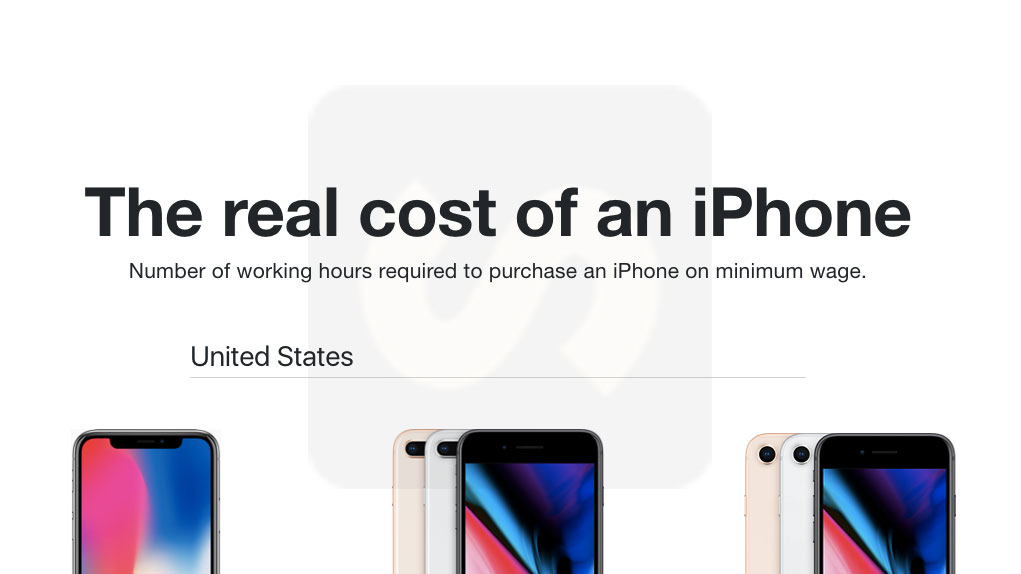 The real cost of an iPhone
Number of working hours required to purchase an iPhone on minimum wage.
United States